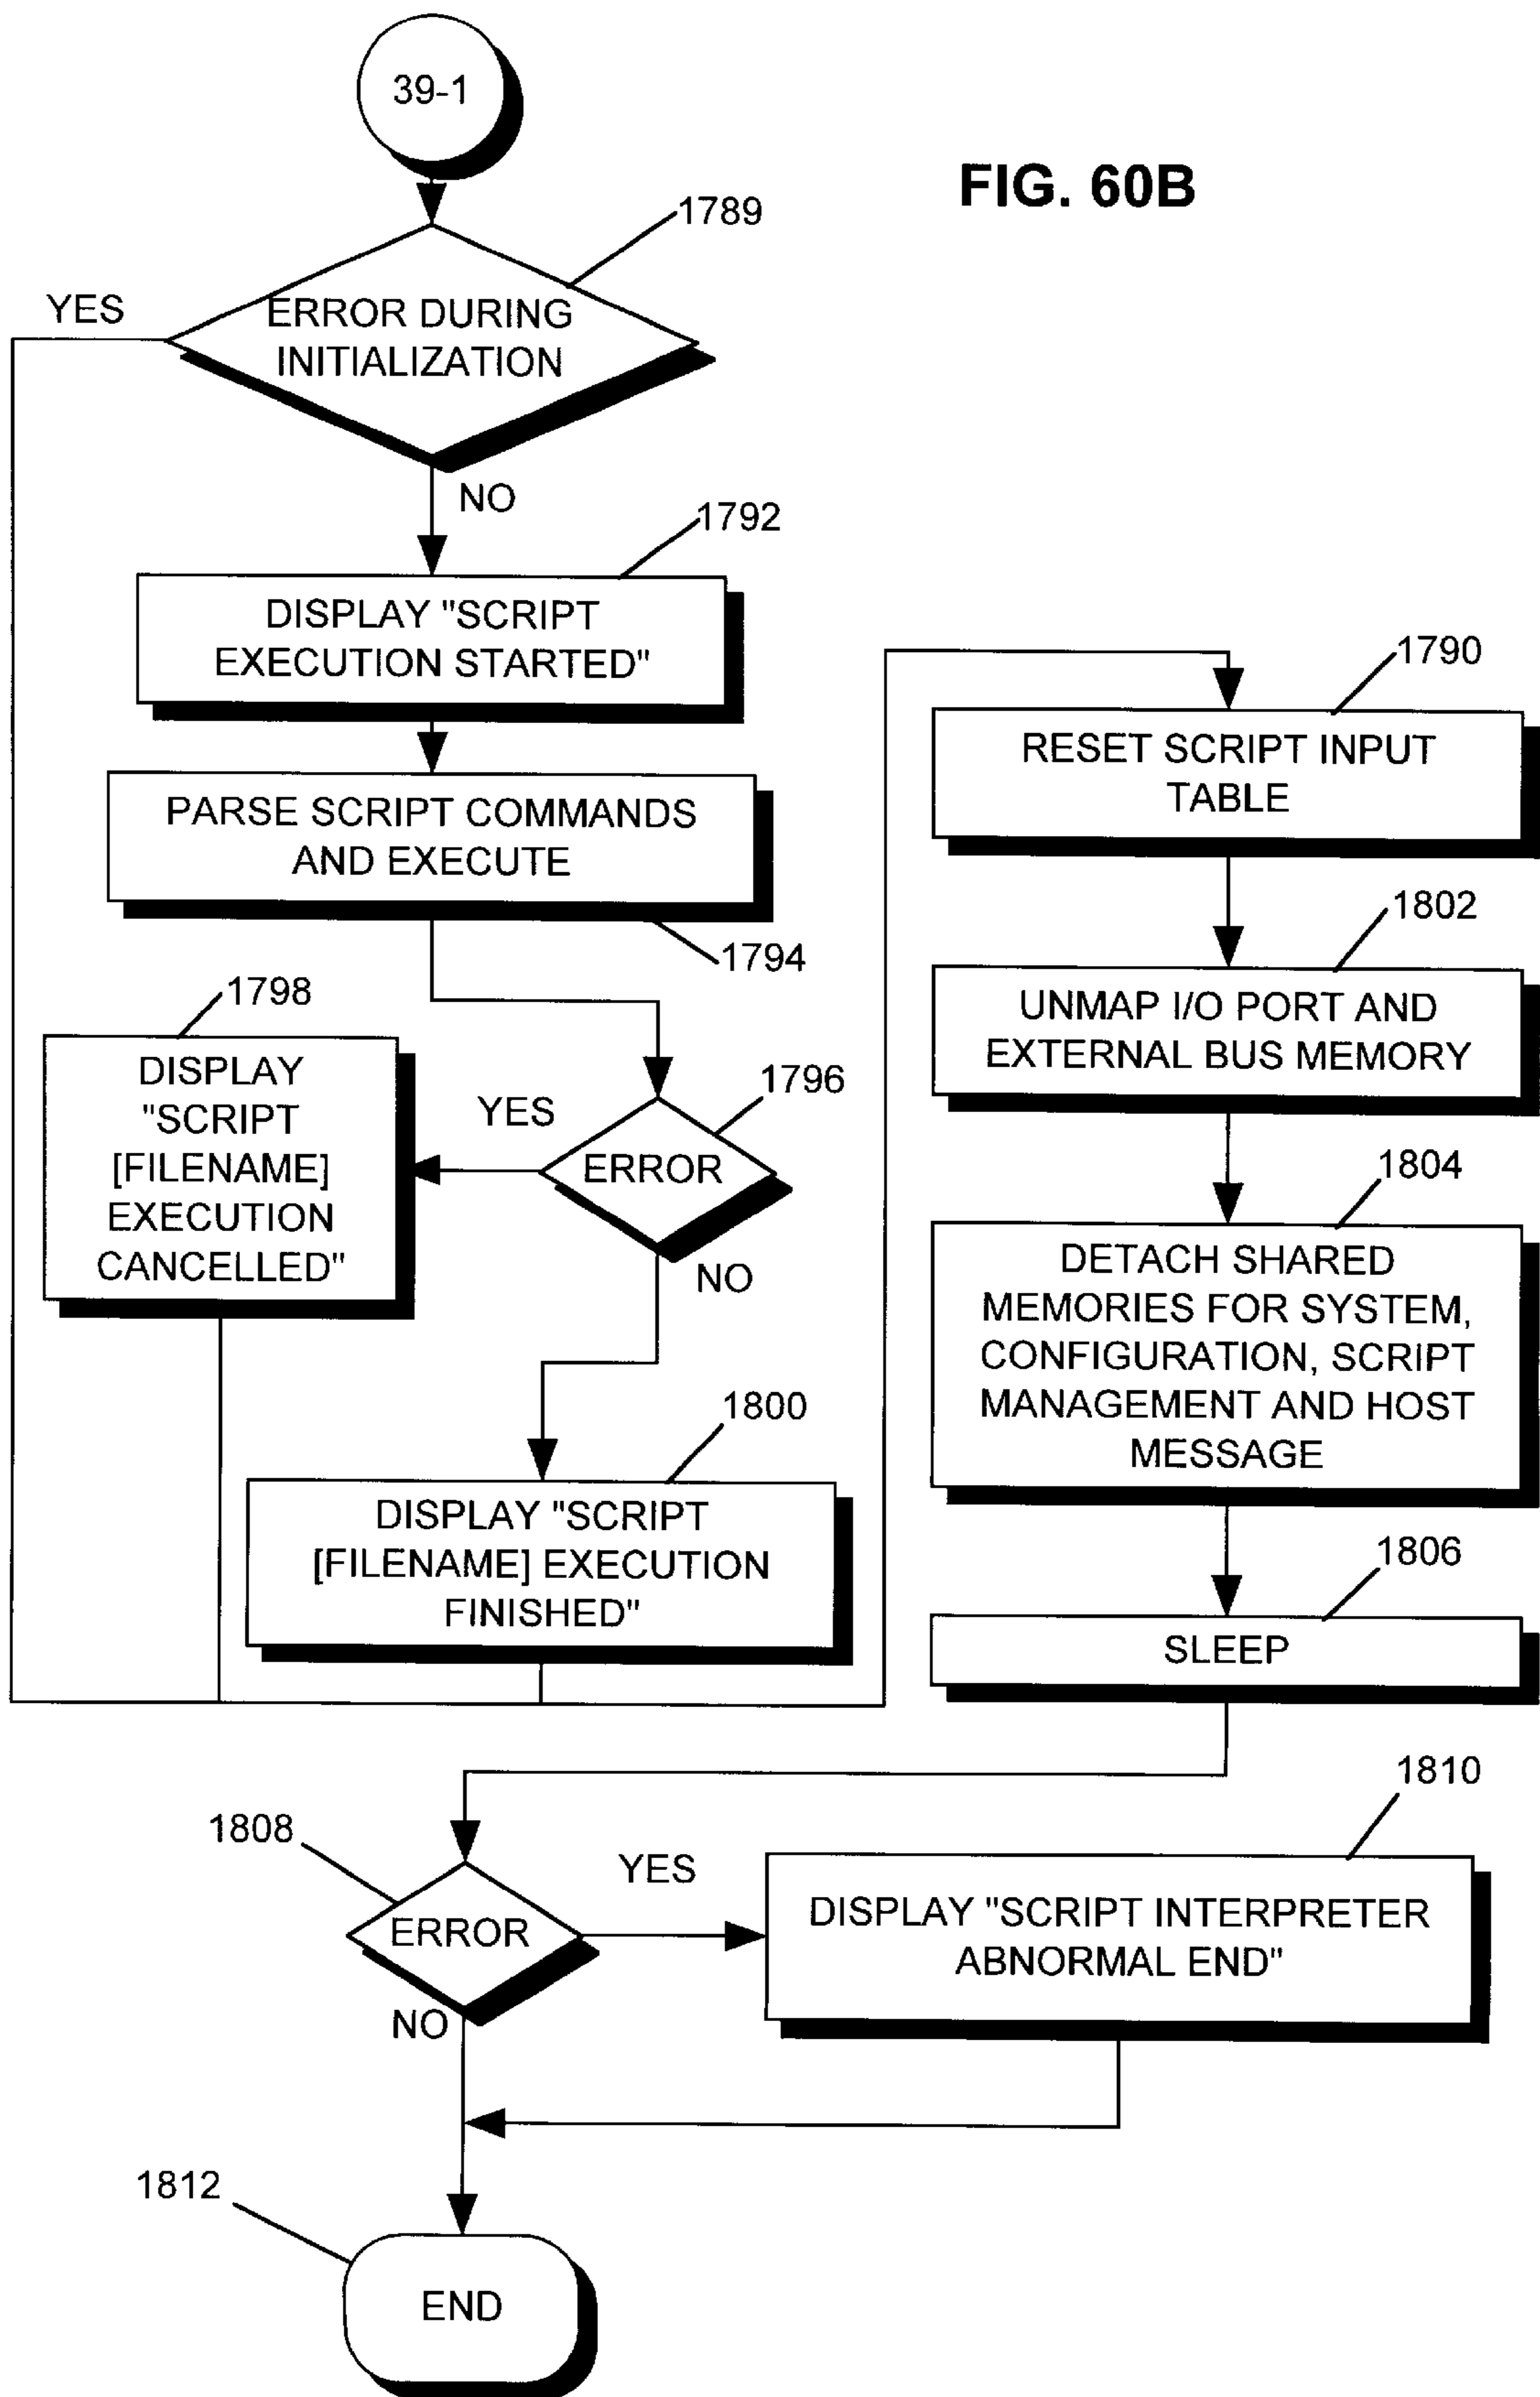 39-1
FIG. 60B
1789
YES
ERROR DURING
INITIALIZATION
NO
1792
DISPLAY "SCRIPT
EXECUTION STARTED"
PARSE SCRIPT COMMANDS
AND EXECUTE
1794
1798
DISPLAY
"SCRIPT
[FILENAME]
EXECUTION
CANCELLED"
YES
1796
ERROR
NO
1800
DISPLAY "SCRIPT
[FILENAME] EXECUTION
FINISHED"
1790
RESET SCRIPT INPUT
TABLE
1802
UNMAP I/O PORT AND
EXTERNAL BUS MEMORY
1804
DETACH SHARED
MEMORIES FOR SYSTEM,
CONFIGURATION, SCRIPT
MANAGEMENT AND HOST
MESSAGE
1806
SLEEP
1808
ERROR
YES
NO
1810
DISPLAY "SCRIPT INTERPRETER
ABNORMAL END"
1812
END